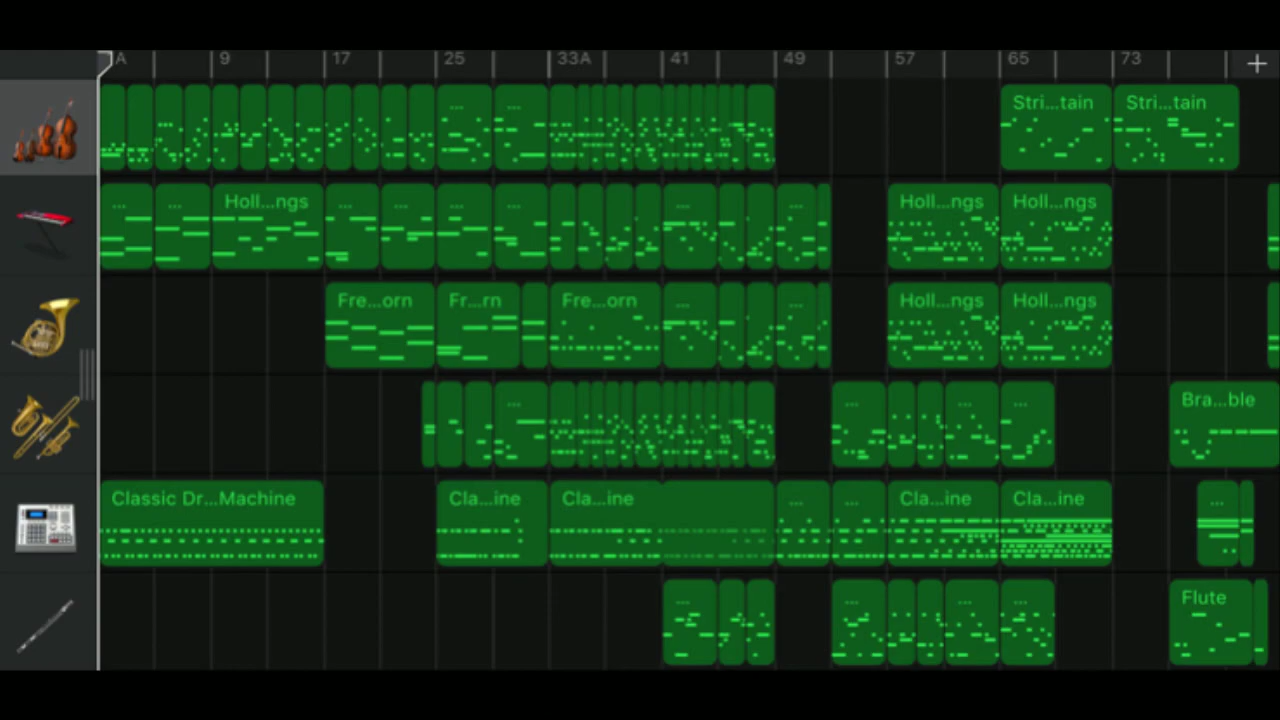 A 9 17 25 33A 41 49 57 65 73 +
... ... Stri...tain Stri...tain
... ... Holl...ngs ... ... ... ... ... ... Holl...ngs Holl...ngs
Fre...orn Fr...rn Fre...orn ... ... Holl...ngs Holl...ngs
... ... ... ... Bra...ble
Classic Dr...Machine Cla...ine Cla...ine ... ... Cla...ine Cla...ine ...
... ... ... ... Flute